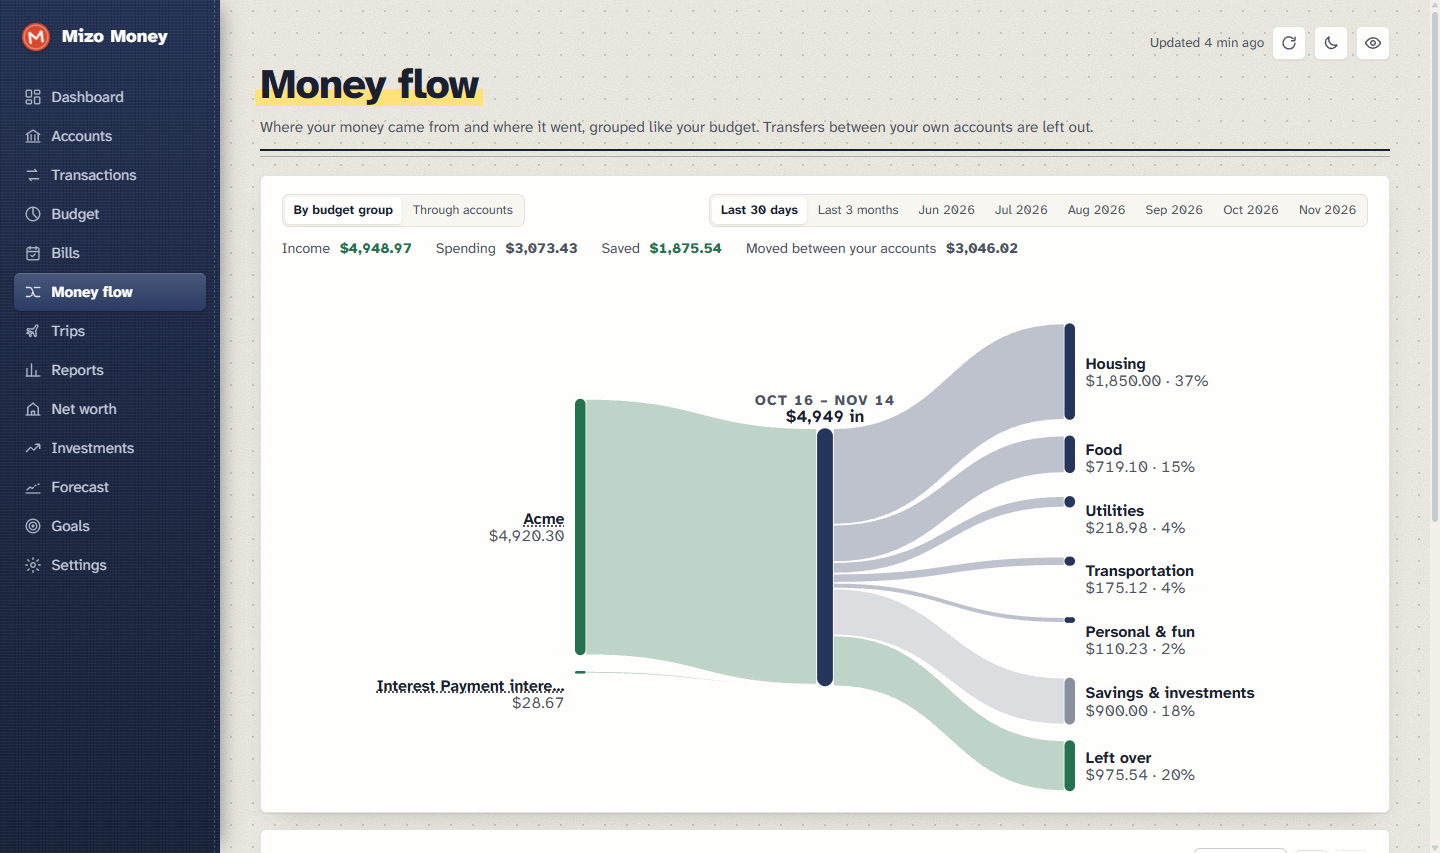 Mizo Money
Dashboard
Accounts
Transactions
Budget
Bills
Money flow
Trips
Reports
Net worth
Investments
Forecast
Goals
Settings
Updated 4 min ago
Money flow
Where your money came from and where it went, grouped like your budget. Transfers between your own accounts are left out.
By budget group Through accounts
Last 30 days Last 3 months Jun 2026 Jul 2026 Aug 2026 Sep 2026 Oct 2026 Nov 2026
Income $4,948.97 Spending $3,073.43 Saved $1,875.54 Moved between your accounts $3,046.02
OCT 16 – NOV 14
$4,949 in
Acme
$4,920.30
Interest Payment intere...
$28.67
Housing
$1,850.00 · 37%
Food
$719.10 · 15%
Utilities
$218.98 · 4%
Transportation
$175.12 · 4%
Personal & fun
$110.23 · 2%
Savings & investments
$900.00 · 18%
Left over
$975.54 · 20%